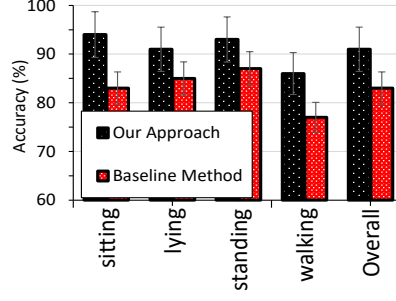 100
90
80
70
60
Accuracy (%)
Our Approach
Baseline Method
sitting
lying
standing
walking
Overall